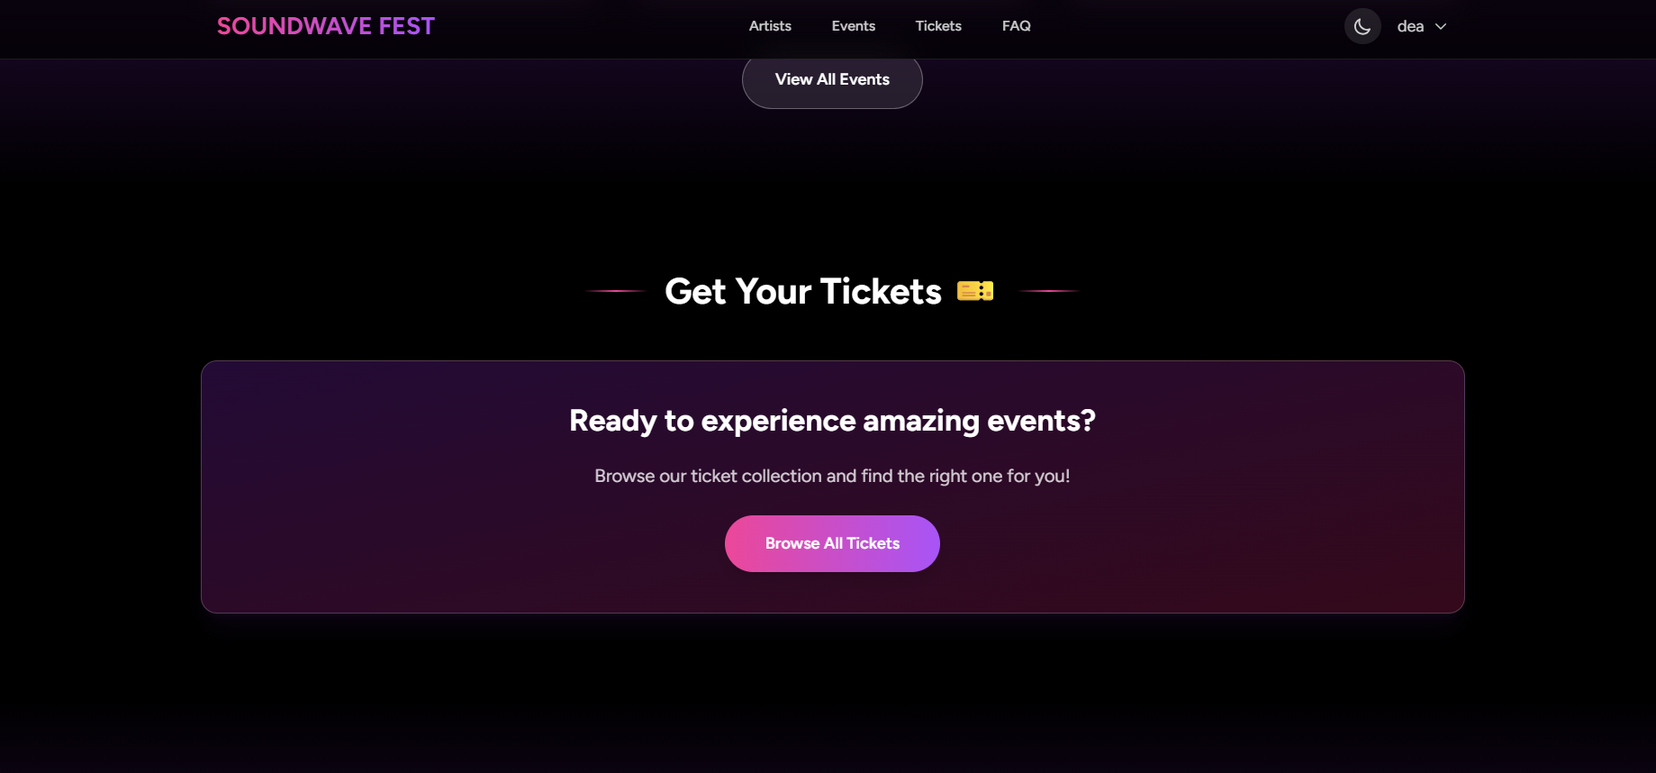 SOUNDWAVE FEST
Artists
Events
Tickets
FAQ
dea
View All Events
Get Your Tickets
Ready to experience amazing events?
Browse our ticket collection and find the right one for you!
Browse All Tickets